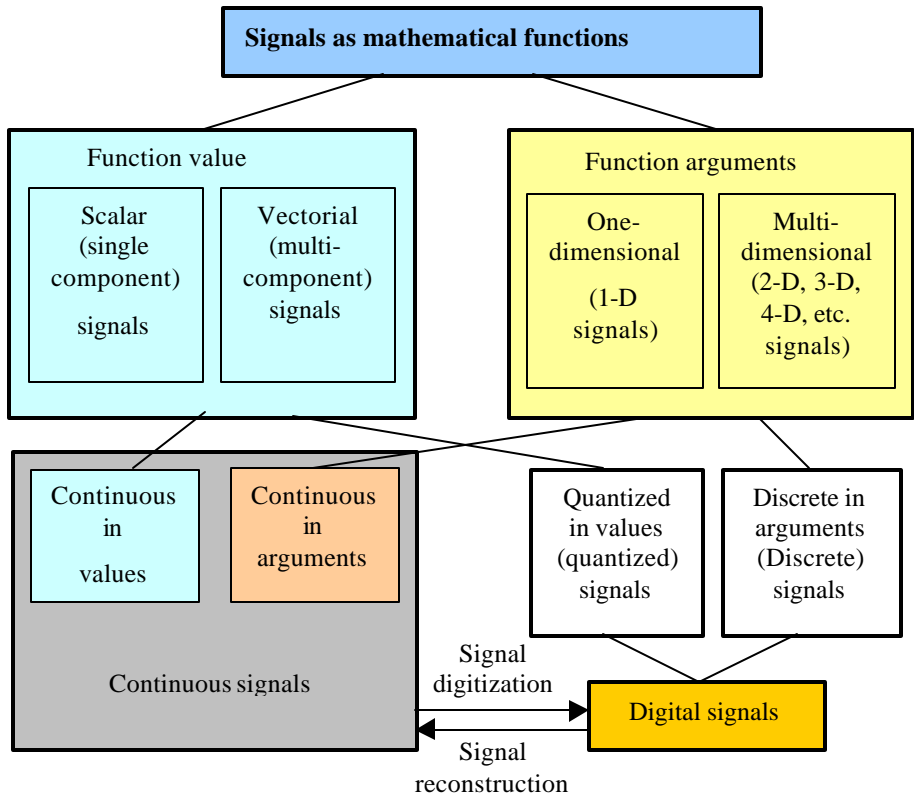 Signals as mathematical functions
Function value
Scalar
(single
component)
signals
Vectorial
(multi-
component)
signals
Function arguments
One-
dimensional
(1-D
signals)
Multi-
dimensional
(2-D, 3-D,
4-D, etc.
signals)
Continuous
in
values
Continuous
in
arguments
Continuous signals
Quantized
in values
(quantized)
signals
Discrete in
arguments
(Discrete)
signals
Signal
digitization
Digital signals
Signal
reconstruction